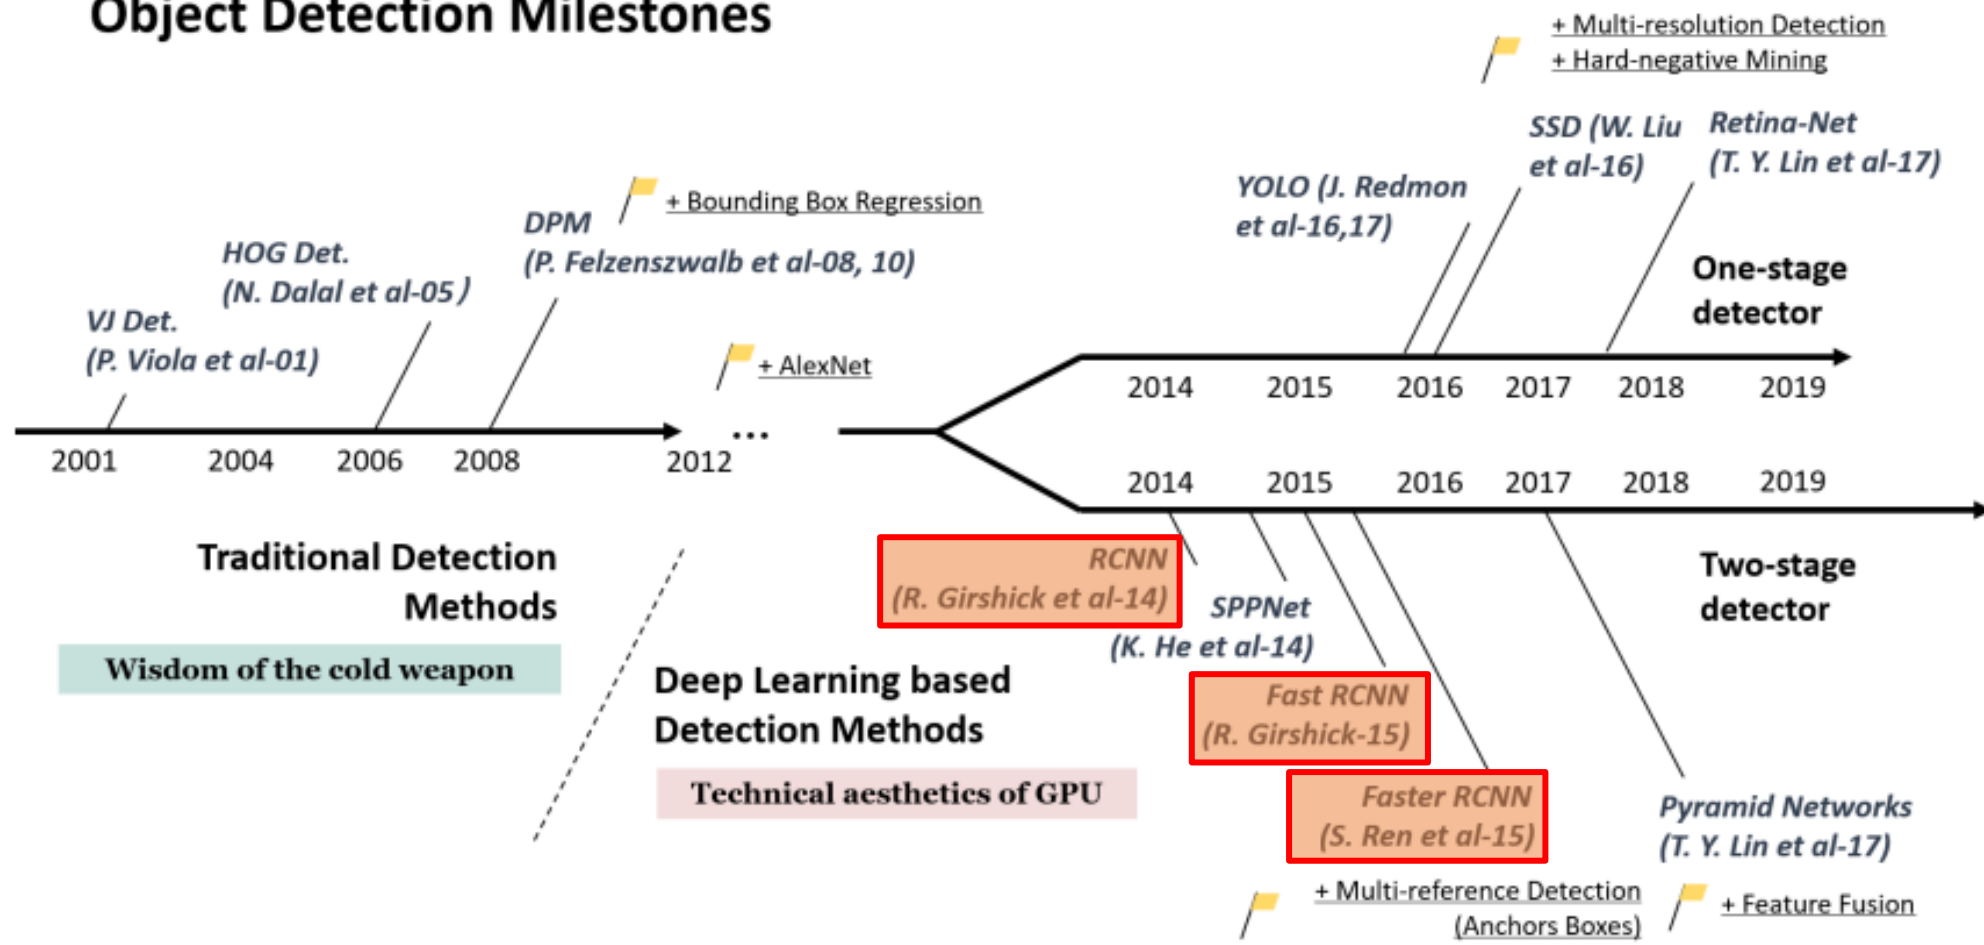 Object Detection Milestones
+ Multi-resolution Detection
+ Hard-negative Mining
SSD (W. Liu
et al-16)
Retina-Net
(T. Y. Lin et al-17)
YOLO (J. Redmon
et al-16,17)
+ Bounding Box Regression
DPM
(P. Felzenszwalb et al-08, 10)
HOG Det.
(N. Dalal et al-05)
VJ Det.
(P. Viola et al-01)
One-stage
detector
+ AlexNet
2014 2015 2016 2017 2018 2019
...
2001 2004 2006 2008 2012
2014 2015 2016 2017 2018 2019
Traditional Detection
Methods
Wisdom of the cold weapon
RCNN
(R. Girshick et al-14)
SPPNet
(K. He et al-14)
Two-stage
detector
Deep Learning based
Detection Methods
Technical aesthetics of GPU
Fast RCNN
(R. Girshick-15)
Faster RCNN
(S. Ren et al-15)
Pyramid Networks
(T. Y. Lin et al-17)
+ Multi-reference Detection
(Anchors Boxes)
+ Feature Fusion